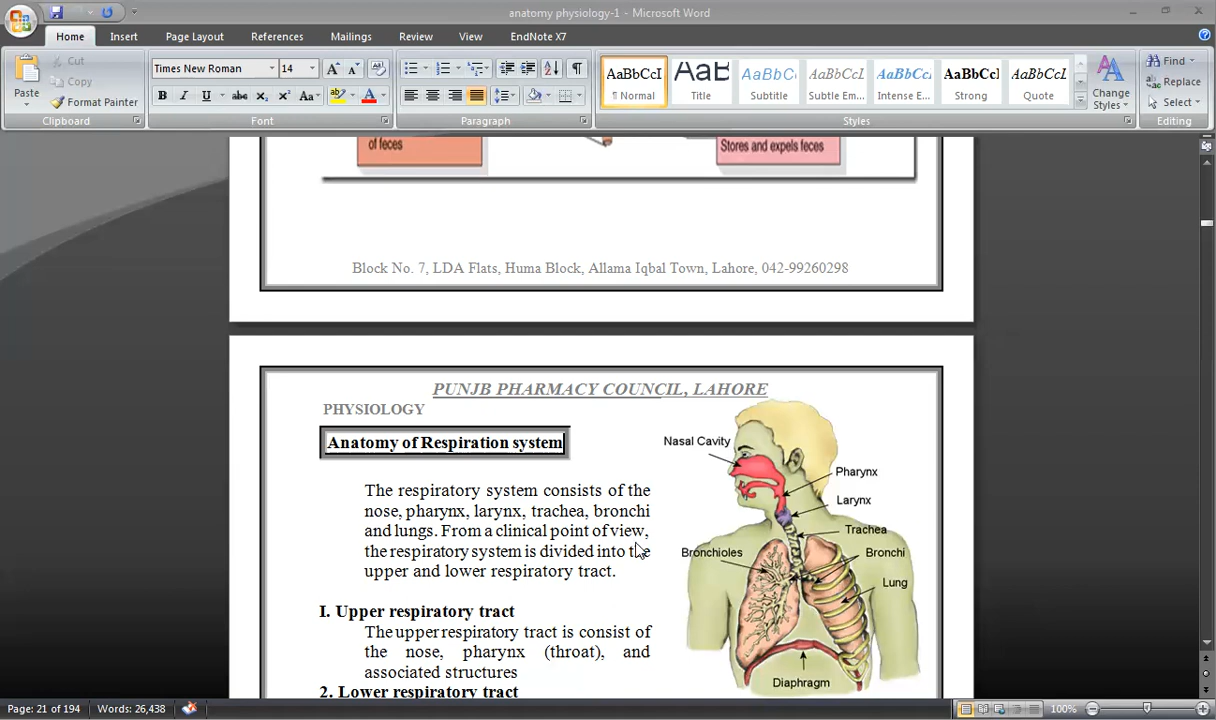 anatomy physiology-1 - Microsoft Word
Home Insert Page Layout References Mailings Review View EndNote X7
Paste
Cut
Copy
Format Painter
Clipboard
Times New Roman 14
Font
Paragraph
AaBbCcI AaB AaBbC AaBbCcI AaBbCcI AaBbCcI AaBbCcI
¶ Normal Title Subtitle Subtle Em... Intense E... Strong Quote
Change Styles
Styles
Find
Replace
Select
Editing
of feces
Stores and expels feces
Block No. 7, LDA Flats, Huma Block, Allama Iqbal Town, Lahore, 042-99260298
PUNJB PHARMACY COUNCIL, LAHORE
PHYSIOLOGY
Anatomy of Respiration system
The respiratory system consists of the
nose, pharynx, larynx, trachea, bronchi
and lungs. From a clinical point of view,
the respiratory system is divided into the
upper and lower respiratory tract.
I. Upper respiratory tract
The upper respiratory tract is consist of
the nose, pharynx (throat), and
associated structures
2. Lower respiratory tract
Nasal Cavity
Pharynx
Larynx
Trachea
Bronchioles
Bronchi
Lung
Diaphragm
Page: 21 of 194 Words: 26,438 100%